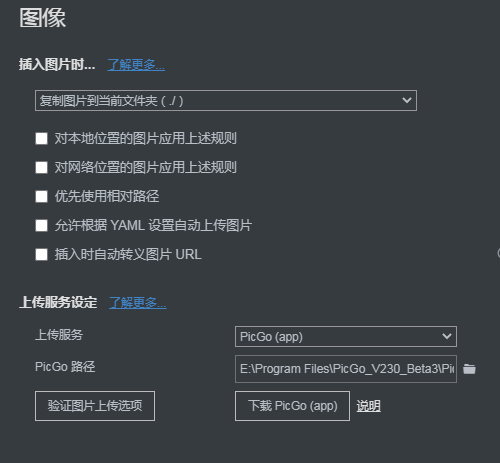 图像
插入图片时... 了解更多...
复制图片到当前文件夹 ( ./ )
对本地位置的图片应用上述规则
对网络位置的图片应用上述规则
优先使用相对路径
允许根据 YAML 设置自动上传图片
插入时自动转义图片 URL
上传服务设定 了解更多...
上传服务 PicGo (app)
PicGo 路径 E:\Program Files\PicGo_V230_Beta3\Pic
验证图片上传选项 下载 PicGo (app) 说明